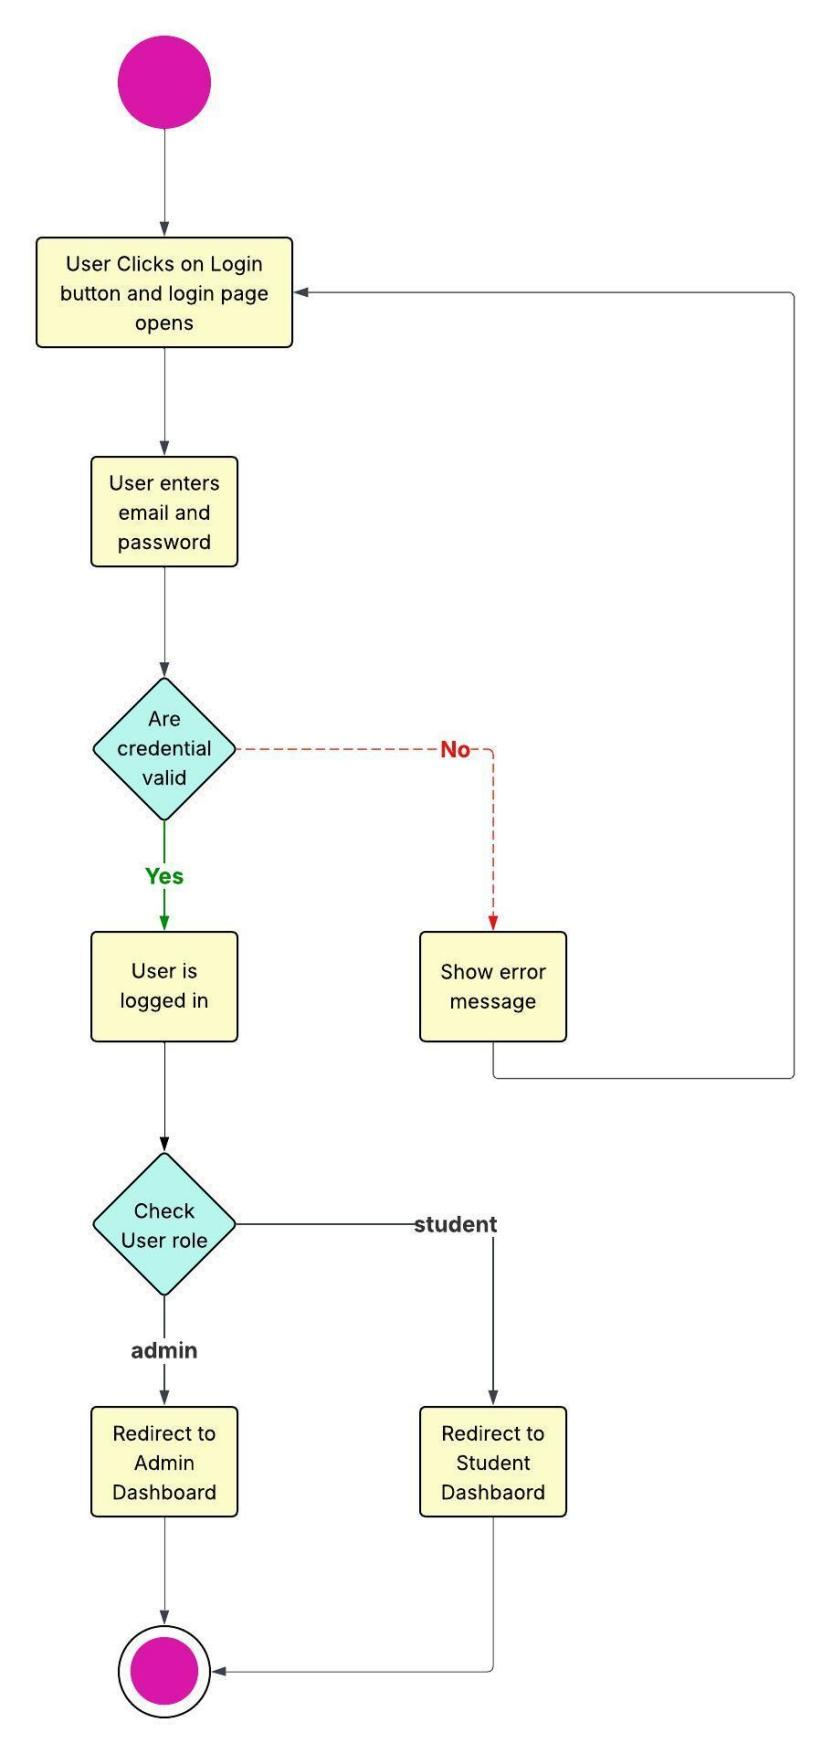 User Clicks on Login
button and login page
opens
User enters
email and
password
Are
credential
valid
No
Yes
User is
logged in
Show error
message
Check
User role
student
admin
Redirect to
Admin
Dashboard
Redirect to
Student
Dashbaord